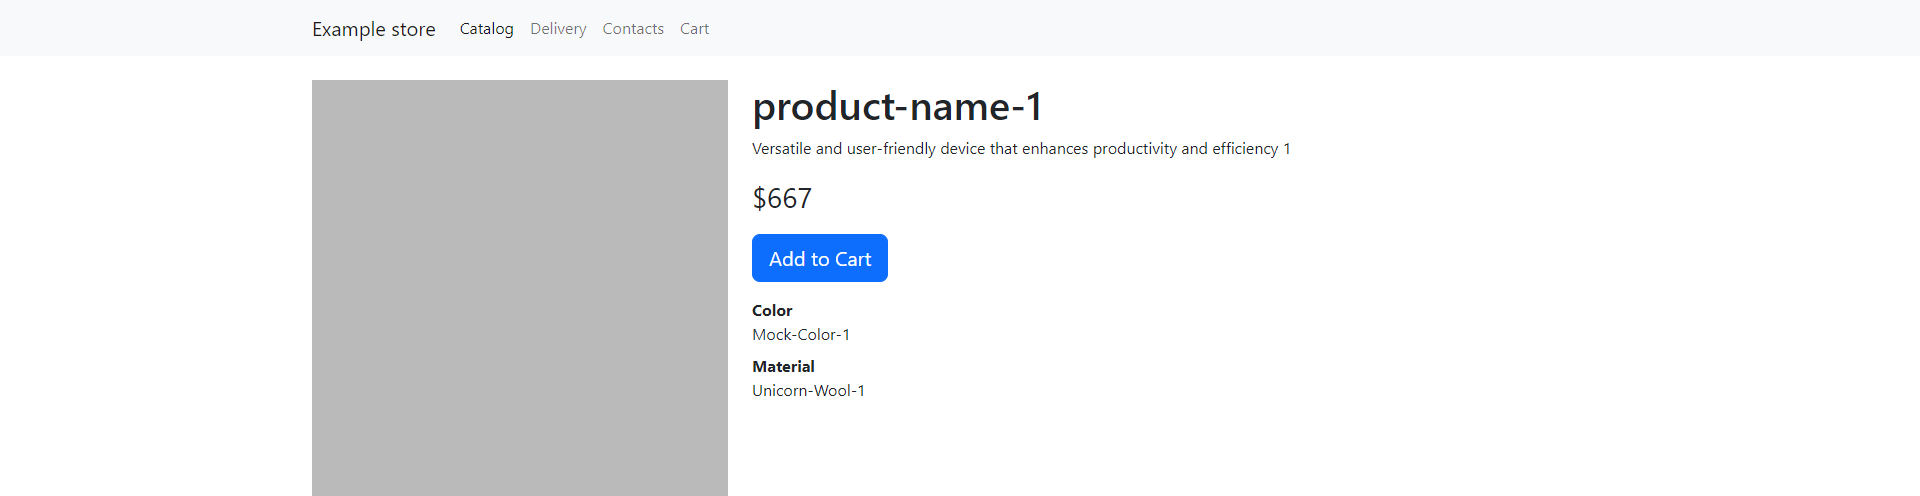 Example store Catalog Delivery Contacts Cart
product-name-1
Versatile and user-friendly device that enhances productivity and efficiency 1
$667
Add to Cart
Color
Mock-Color-1
Material
Unicorn-Wool-1